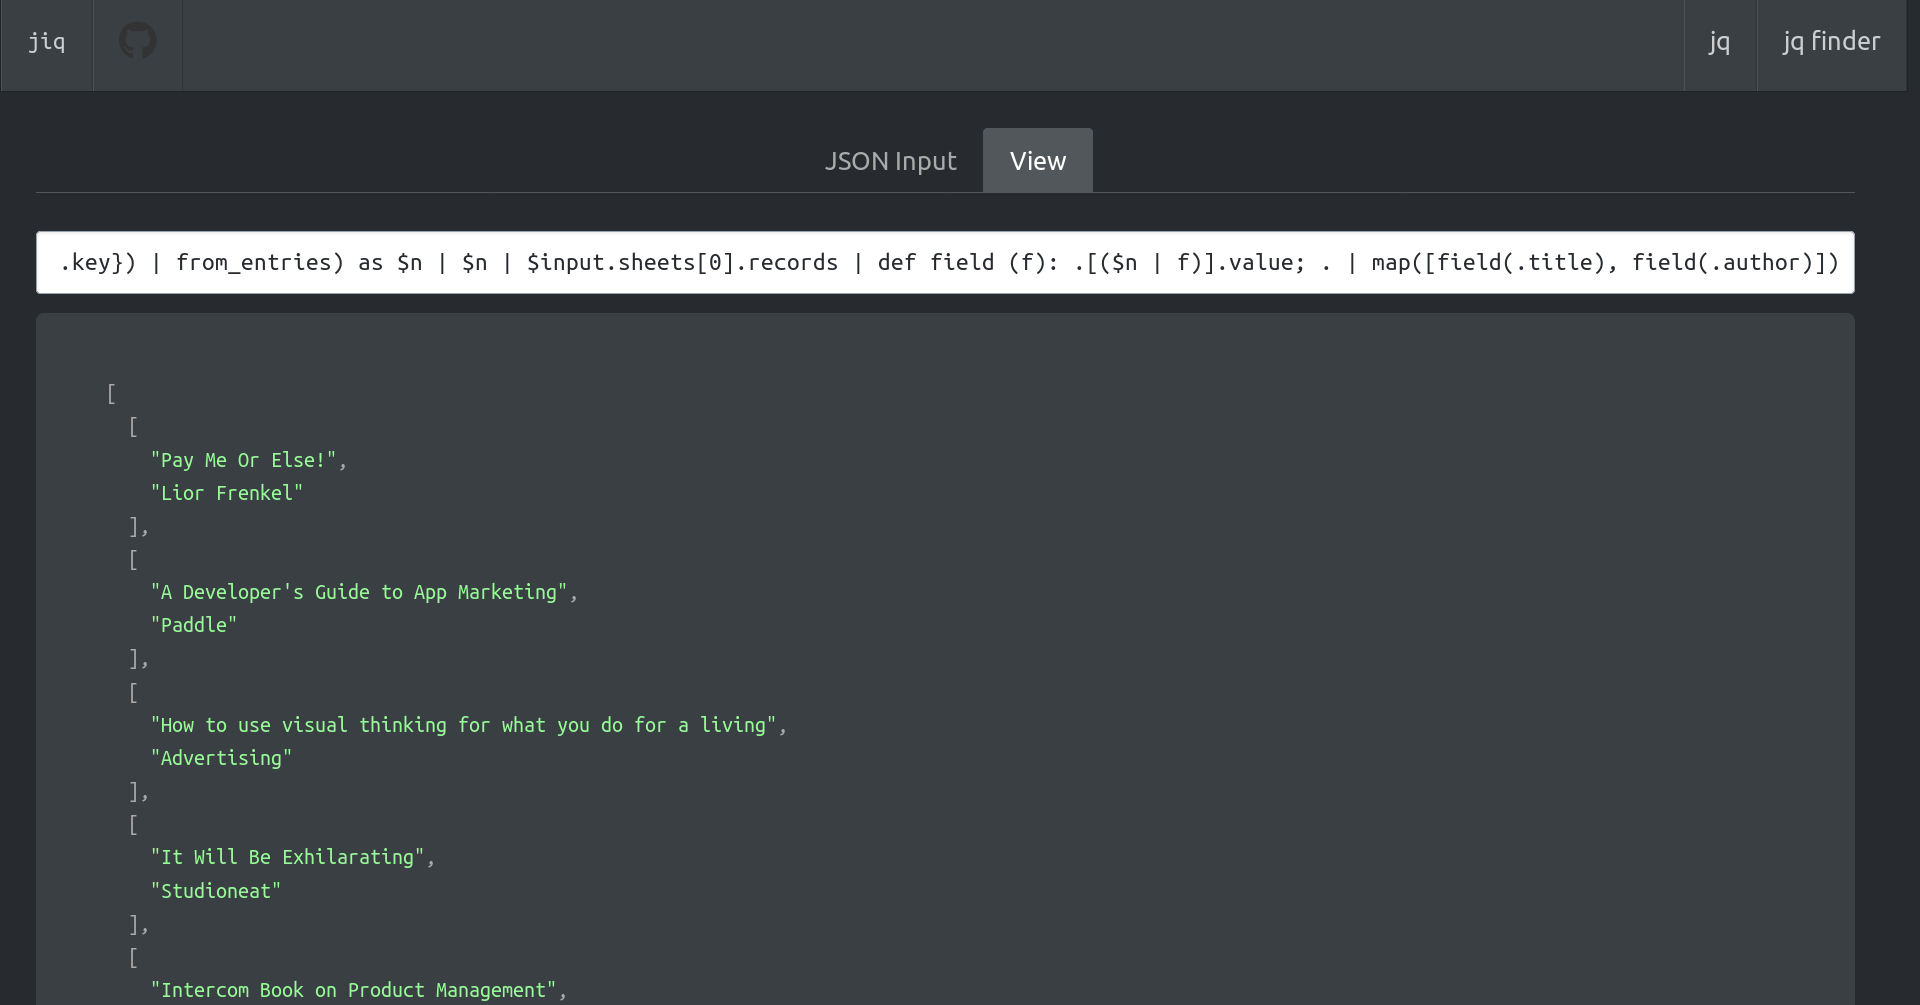 jiq
jq
jq finder
JSON Input
View
.key}) | from_entries) as $n | $n | $input.sheets[0].records | def field (f): .[($n | f)].value; . | map([field(.title), field(.author)])
[
[
"Pay Me Or Else!",
"Lior Frenkel"
],
[
"A Developer's Guide to App Marketing",
"Paddle"
],
[
"How to use visual thinking for what you do for a living",
"Advertising"
],
[
"It Will Be Exhilarating",
"Studioneat"
],
[
"Intercom Book on Product Management",